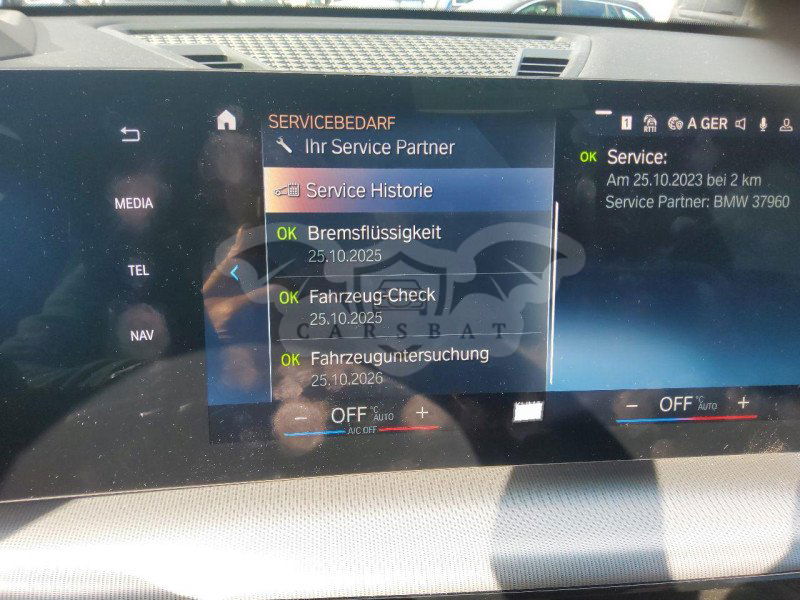 SERVICEBEDARF
Ihr Service Partner
Service Historie
OK Bremsflüssigkeit
25.10.2025
OK Fahrzeug-Check
25.10.2025
OK Fahrzeuguntersuchung
25.10.2026
MEDIA
TEL
NAV
1 RTTI A GER
OK Service:
Am 25.10.2023 bei 2 km
Service Partner: BMW 37960
CARSBAT
− OFF °C AUTO +
A/C OFF
− OFF °C AUTO +